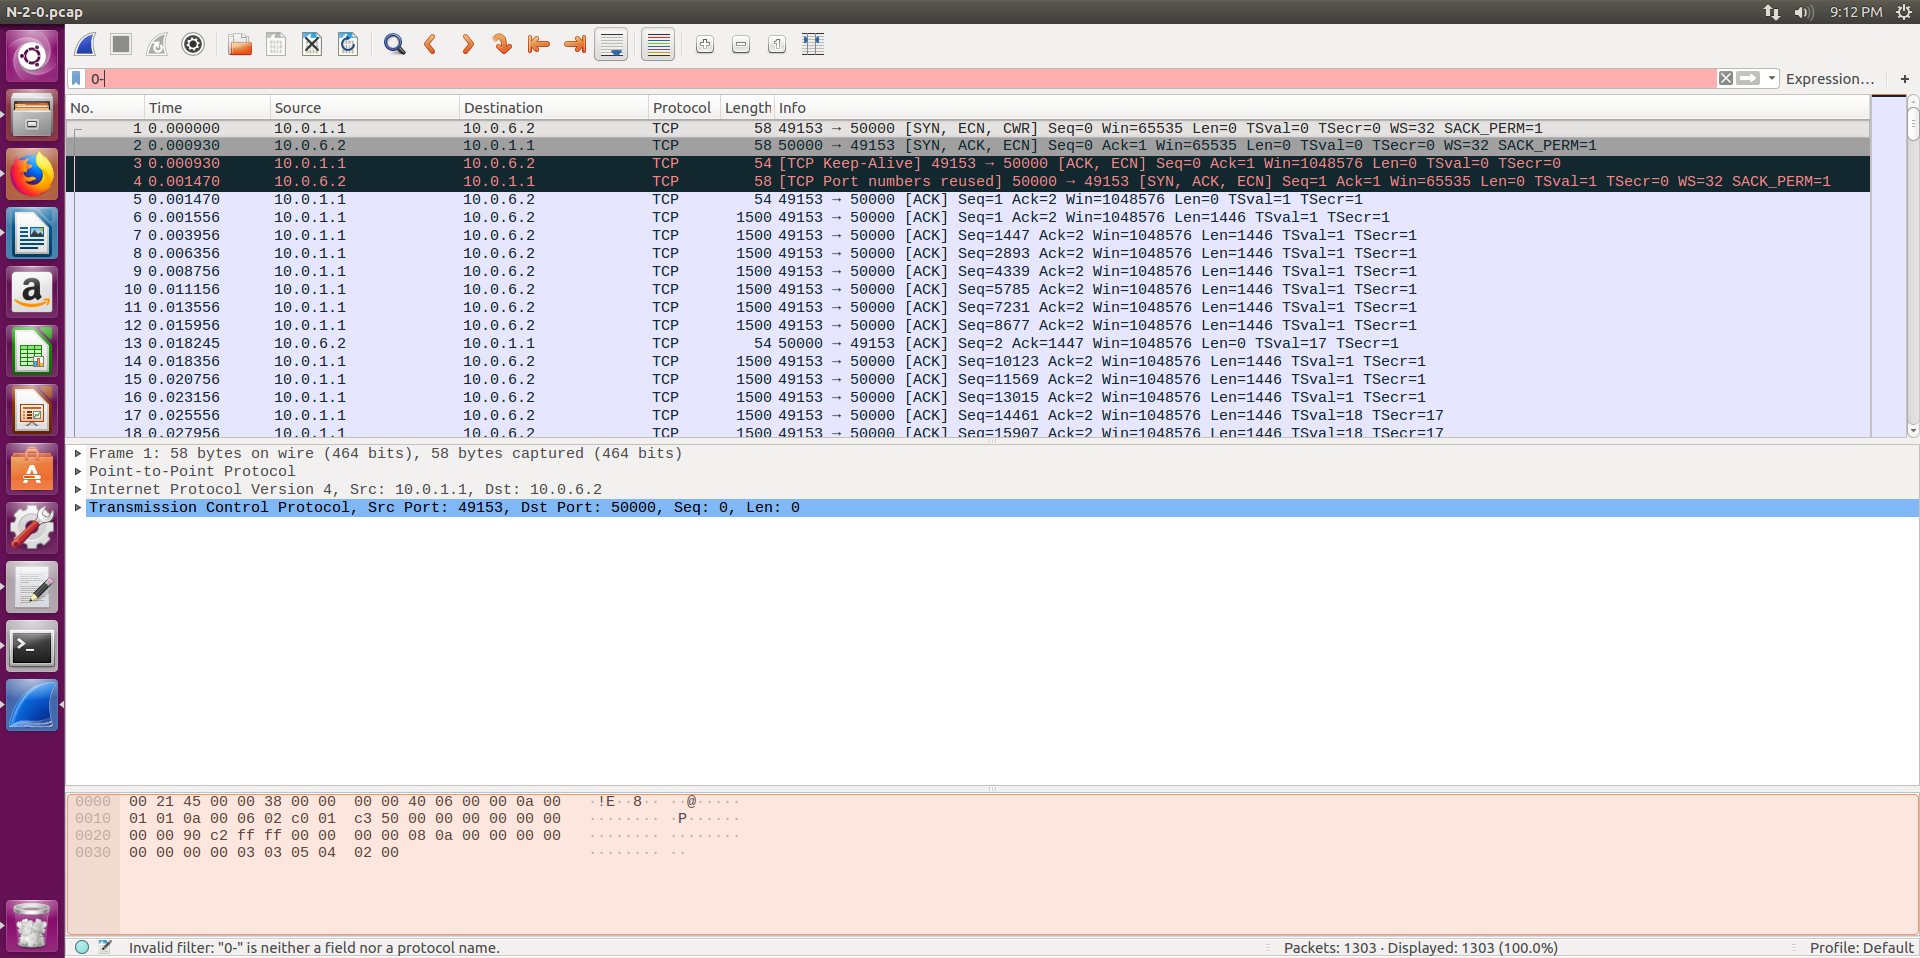 N-2-0.pcap 9:12 PM
0- Expression… +
No. Time Source Destination Protocol Length Info
1 0.000000 10.0.1.1 10.0.6.2 TCP 58 49153 → 50000 [SYN, ECN, CWR] Seq=0 Win=65535 Len=0 TSval=0 TSecr=0 WS=32 SACK_PERM=1
2 0.000930 10.0.6.2 10.0.1.1 TCP 58 50000 → 49153 [SYN, ACK, ECN] Seq=0 Ack=1 Win=65535 Len=0 TSval=0 TSecr=0 WS=32 SACK_PERM=1
3 0.000930 10.0.1.1 10.0.6.2 TCP 54 [TCP Keep-Alive] 49153 → 50000 [ACK, ECN] Seq=0 Ack=1 Win=1048576 Len=0 TSval=0 TSecr=0
4 0.001470 10.0.6.2 10.0.1.1 TCP 58 [TCP Port numbers reused] 50000 → 49153 [SYN, ACK, ECN] Seq=1 Ack=1 Win=65535 Len=0 TSval=1 TSecr=0 WS=32 SACK_PERM=1
5 0.001470 10.0.1.1 10.0.6.2 TCP 54 49153 → 50000 [ACK] Seq=1 Ack=2 Win=1048576 Len=0 TSval=1 TSecr=1
6 0.001556 10.0.1.1 10.0.6.2 TCP 1500 49153 → 50000 [ACK] Seq=1 Ack=2 Win=1048576 Len=1446 TSval=1 TSecr=1
7 0.003956 10.0.1.1 10.0.6.2 TCP 1500 49153 → 50000 [ACK] Seq=1447 Ack=2 Win=1048576 Len=1446 TSval=1 TSecr=1
8 0.006356 10.0.1.1 10.0.6.2 TCP 1500 49153 → 50000 [ACK] Seq=2893 Ack=2 Win=1048576 Len=1446 TSval=1 TSecr=1
9 0.008756 10.0.1.1 10.0.6.2 TCP 1500 49153 → 50000 [ACK] Seq=4339 Ack=2 Win=1048576 Len=1446 TSval=1 TSecr=1
10 0.011156 10.0.1.1 10.0.6.2 TCP 1500 49153 → 50000 [ACK] Seq=5785 Ack=2 Win=1048576 Len=1446 TSval=1 TSecr=1
11 0.013556 10.0.1.1 10.0.6.2 TCP 1500 49153 → 50000 [ACK] Seq=7231 Ack=2 Win=1048576 Len=1446 TSval=1 TSecr=1
12 0.015956 10.0.1.1 10.0.6.2 TCP 1500 49153 → 50000 [ACK] Seq=8677 Ack=2 Win=1048576 Len=1446 TSval=1 TSecr=1
13 0.018245 10.0.6.2 10.0.1.1 TCP 54 50000 → 49153 [ACK] Seq=2 Ack=1447 Win=1048576 Len=0 TSval=17 TSecr=1
14 0.018356 10.0.1.1 10.0.6.2 TCP 1500 49153 → 50000 [ACK] Seq=10123 Ack=2 Win=1048576 Len=1446 TSval=1 TSecr=1
15 0.020756 10.0.1.1 10.0.6.2 TCP 1500 49153 → 50000 [ACK] Seq=11569 Ack=2 Win=1048576 Len=1446 TSval=1 TSecr=1
16 0.023156 10.0.1.1 10.0.6.2 TCP 1500 49153 → 50000 [ACK] Seq=13015 Ack=2 Win=1048576 Len=1446 TSval=1 TSecr=1
17 0.025556 10.0.1.1 10.0.6.2 TCP 1500 49153 → 50000 [ACK] Seq=14461 Ack=2 Win=1048576 Len=1446 TSval=18 TSecr=17
18 0.027956 10.0.1.1 10.0.6.2 TCP 1500 49153 → 50000 [ACK] Seq=15907 Ack=2 Win=1048576 Len=1446 TSval=18 TSecr=17
Frame 1: 58 bytes on wire (464 bits), 58 bytes captured (464 bits)
Point-to-Point Protocol
Internet Protocol Version 4, Src: 10.0.1.1, Dst: 10.0.6.2
Transmission Control Protocol, Src Port: 49153, Dst Port: 50000, Seq: 0, Len: 0
0000 00 21 45 00 00 38 00 00 00 00 40 06 00 00 0a 00 ·!E··8·· ··@·····
0010 01 01 0a 00 06 02 c0 01 c3 50 00 00 00 00 00 00 ········ ·P······
0020 00 00 90 c2 ff ff 00 00 00 00 08 0a 00 00 00 00 ········ ········
0030 00 00 00 00 03 03 05 04 02 00 ········ ··
Invalid filter: "0-" is neither a field nor a protocol name. Packets: 1303 · Displayed: 1303 (100.0%) Profile: Default